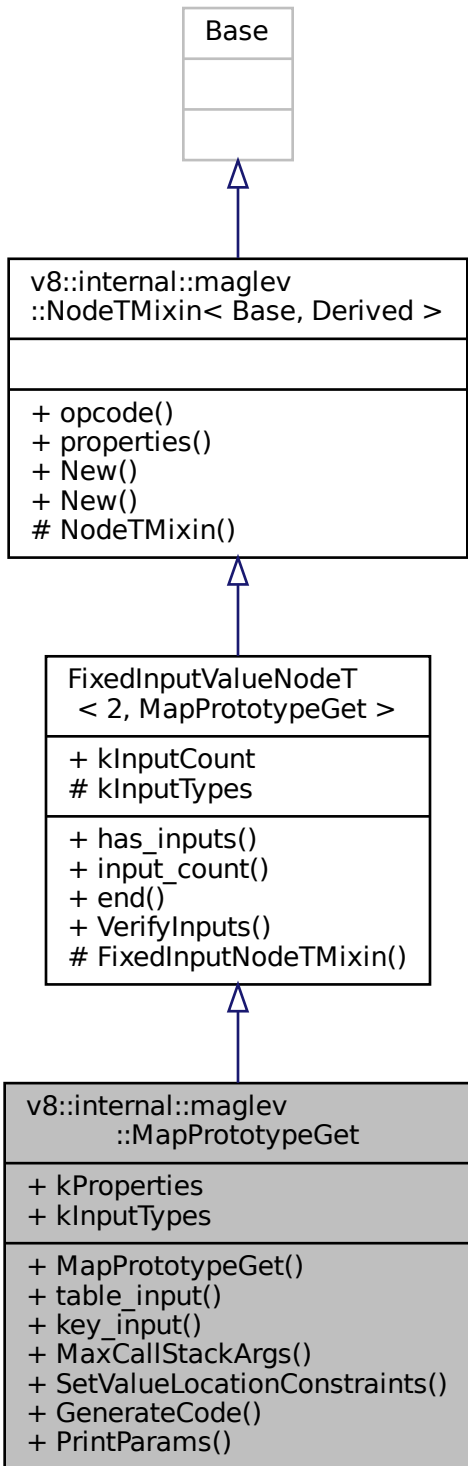 Base
v8::internal::maglev
::NodeTMixin< Base, Derived >
+ opcode()
+ properties()
+ New()
+ New()
# NodeTMixin()
FixedInputValueNodeT
< 2, MapPrototypeGet >
+ kInputCount
# kInputTypes
+ has_inputs()
+ input_count()
+ end()
+ VerifyInputs()
# FixedInputNodeTMixin()
v8::internal::maglev
::MapPrototypeGet
+ kProperties
+ kInputTypes
+ MapPrototypeGet()
+ table_input()
+ key_input()
+ MaxCallStackArgs()
+ SetValueLocationConstraints()
+ GenerateCode()
+ PrintParams()